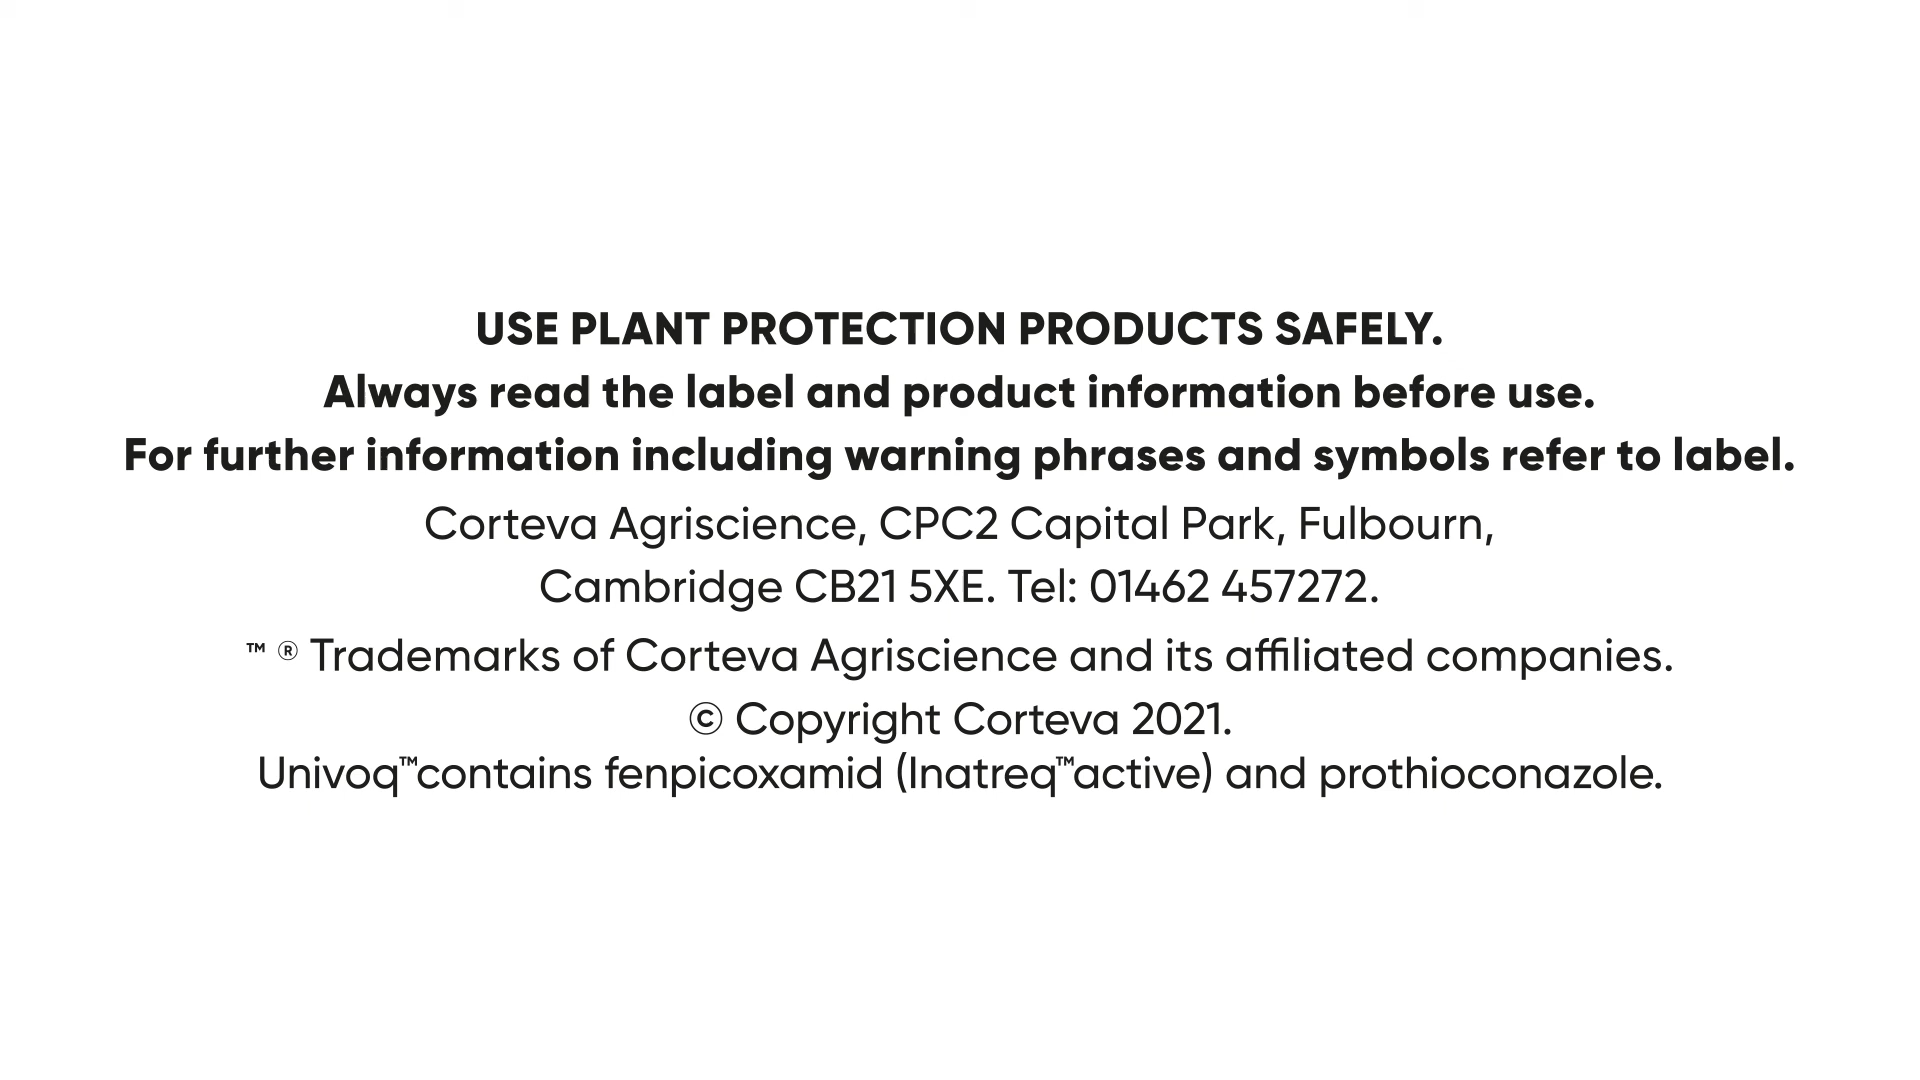 USE PLANT PROTECTION PRODUCTS SAFELY.
Always read the label and product information before use.
For further information including warning phrases and symbols refer to label.
Corteva Agriscience, CPC2 Capital Park, Fulbourn,
Cambridge CB21 5XE. Tel: 01462 457272.
™ ® Trademarks of Corteva Agriscience and its affiliated companies.
© Copyright Corteva 2021.
Univoq™contains fenpicoxamid (Inatreq™active) and prothioconazole.